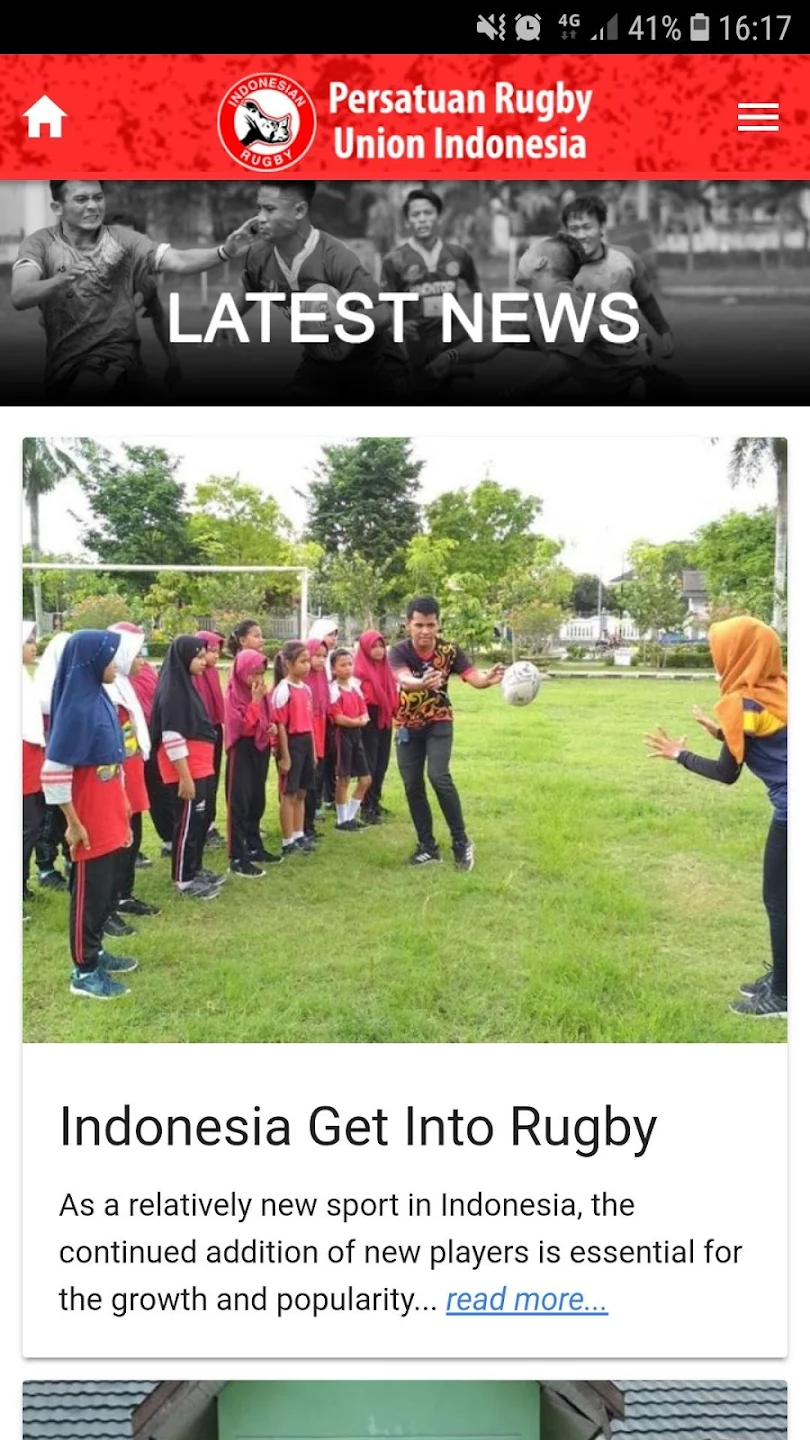 4G 41% 16:17
INDONESIAN
RUGBY
Persatuan Rugby
Union Indonesia
LATEST NEWS
Indonesia Get Into Rugby
As a relatively new sport in Indonesia, the
continued addition of new players is essential for
the growth and popularity... read more...